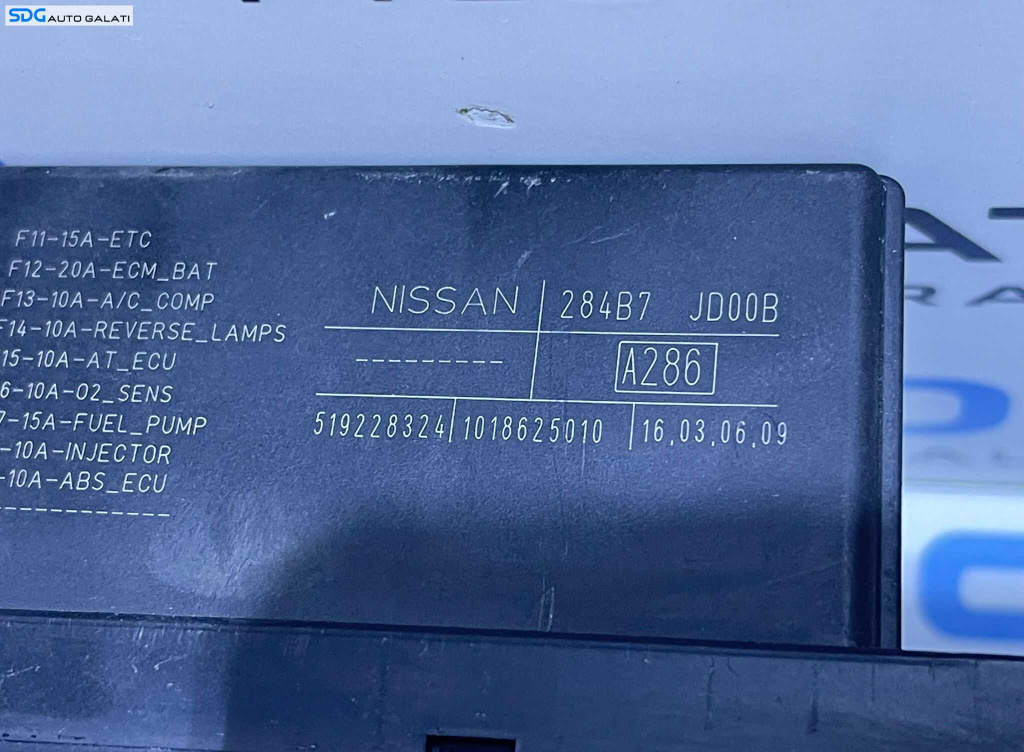 SDG AUTO GALATI
F11-15A-ETC
F12-20A-ECM_BAT
F13-10A-A/C_COMP
F14-10A-REVERSE_LAMPS
15-10A-AT_ECU
6-10A-O2_SENS
7-15A-FUEL_PUMP
-10A-INJECTOR
-10A-ABS_ECU
------------
NISSAN 284B7 JD00B
---------- A286
519228324 1018625010 16.03.06.09